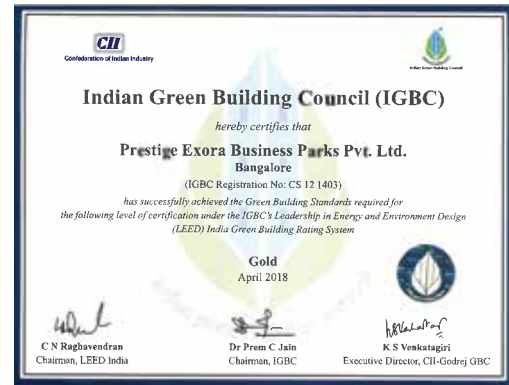 CII
Confederation of Indian Industry
Indian Green Building Council
Indian Green Building Council (IGBC)
hereby certifies that
Prestige Exora Business Parks Pvt. Ltd.
Bangalore
(IGBC Registration No: CS 12 1403)
has successfully achieved the Green Building Standards required for
the following level of certification under the IGBC's Leadership in Energy and Environment Design
(LEED) India Green Building Rating System
Gold
April 2018
C N Raghavendran
Chairman, LEED India
Dr Prem C Jain
Chairman, IGBC
K S Venkatagiri
Executive Director, CII-Godrej GBC